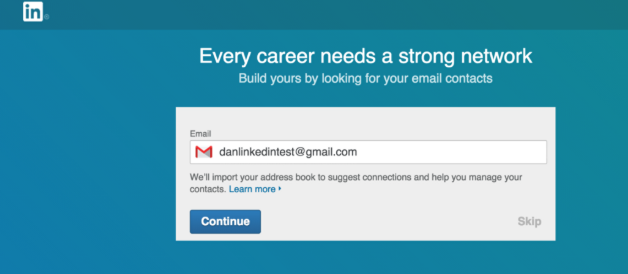 in
Every career needs a strong network
Build yours by looking for your email contacts
Email
danlinkedintest@gmail.com
We'll import your address book to suggest connections and help you manage your
contacts. Learn more ▸
Continue
Skip